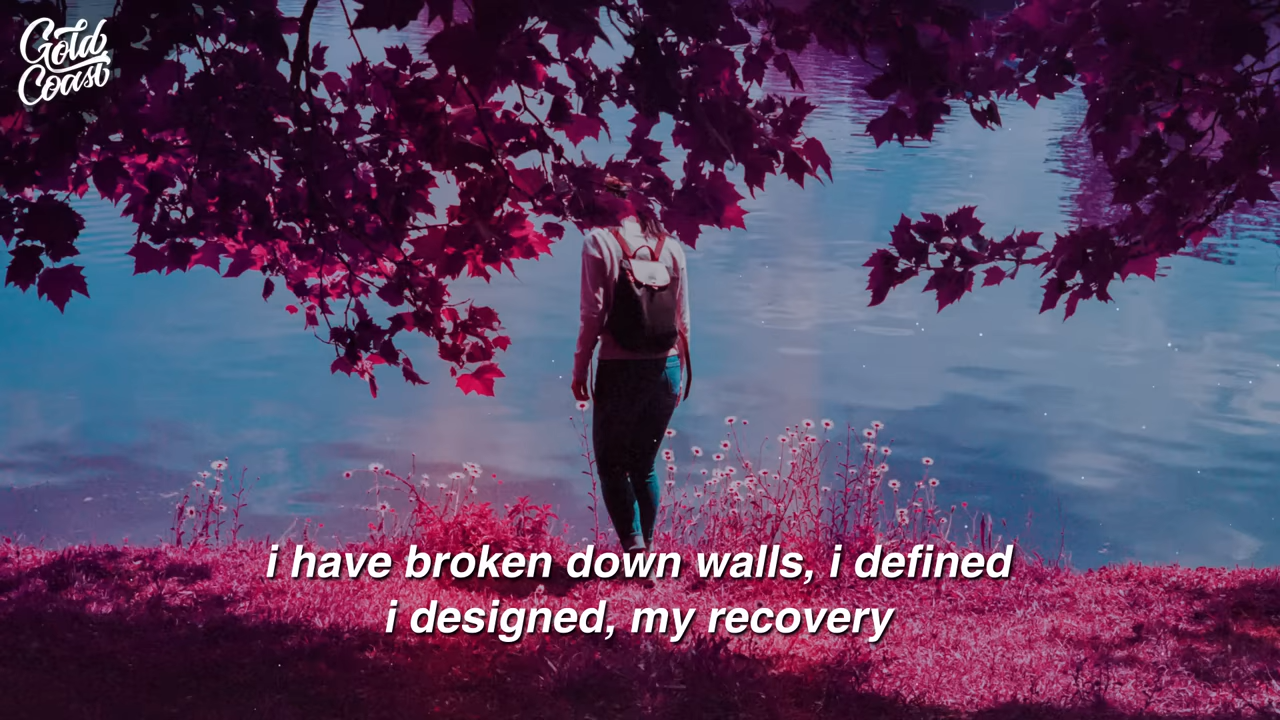 Gold
Coast
i have broken down walls, i defined
i designed, my recovery